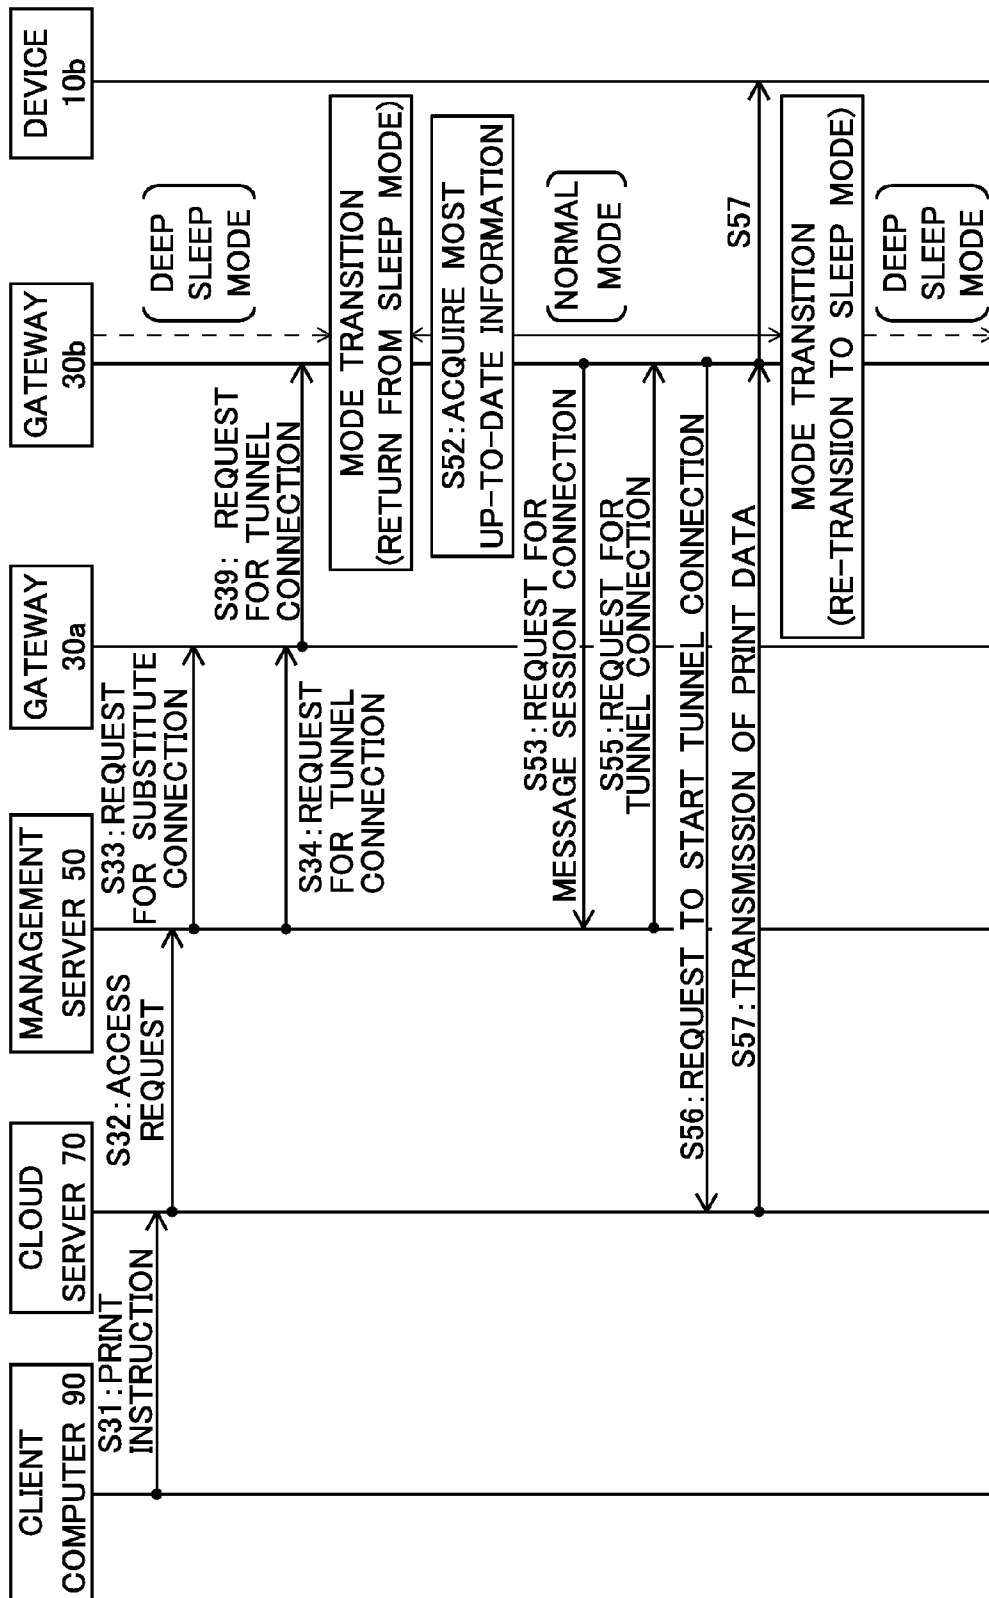 CLIENT
COMPUTER 90
CLOUD
SERVER 70
MANAGEMENT
SERVER 50
GATEWAY
30a
GATEWAY
30b
DEVICE
10b
S31:PRINT
INSTRUCTION
S32:ACCESS
REQUEST
S33:REQUEST
FOR SUBSTITUTE
CONNECTION
DEEP
SLEEP
MODE
S34:REQUEST
FOR TUNNEL
CONNECTION
S39: REQUEST
FOR TUNNEL
CONNECTION
MODE TRANSITION
(RETURN FROM SLEEP MODE)
S52:ACQUIRE MOST
UP-TO-DATE INFORMATION
S53:REQUEST FOR
MESSAGE SESSION CONNECTION
NORMAL
MODE
S55:REQUEST FOR
TUNNEL CONNECTION
S56:REQUEST TO START TUNNEL CONNECTION
S57:TRANSMISSION OF PRINT DATA
S57
MODE TRANSITION
(RE-TRANSIION TO SLEEP MODE)
DEEP
SLEEP
MODE